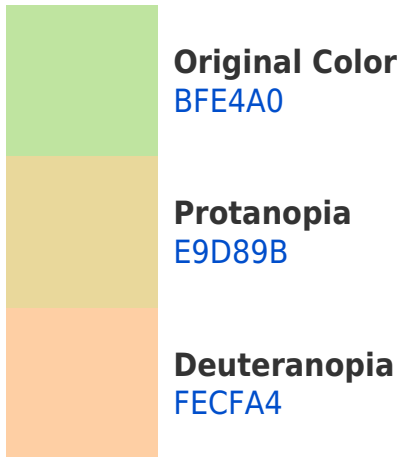 Original Color
BFE4A0
Protanopia
E9D89B
Deuteranopia
FECFA4